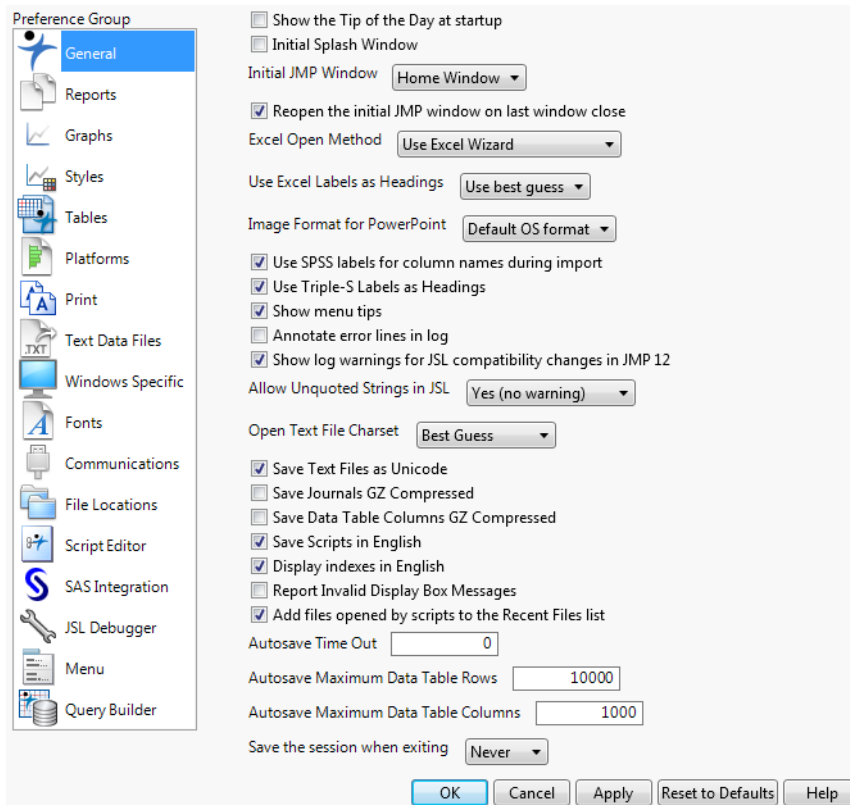 Preference Group
General
Reports
Graphs
Styles
Tables
Platforms
Print
.TXT
Text Data Files
Windows Specific
A
Fonts
Communications
File Locations
Script Editor
SAS Integration
JSL Debugger
Menu
Query Builder
Show the Tip of the Day at startup
Initial Splash Window
Initial JMP Window Home Window
Reopen the initial JMP window on last window close
Excel Open Method Use Excel Wizard
Use Excel Labels as Headings Use best guess
Image Format for PowerPoint Default OS format
Use SPSS labels for column names during import
Use Triple-S Labels as Headings
Show menu tips
Annotate error lines in log
Show log warnings for JSL compatibility changes in JMP 12
Allow Unquoted Strings in JSL Yes (no warning)
Open Text File Charset Best Guess
Save Text Files as Unicode
Save Journals GZ Compressed
Save Data Table Columns GZ Compressed
Save Scripts in English
Display indexes in English
Report Invalid Display Box Messages
Add files opened by scripts to the Recent Files list
Autosave Time Out 0
Autosave Maximum Data Table Rows 10000
Autosave Maximum Data Table Columns 1000
Save the session when exiting Never
OK Cancel Apply Reset to Defaults Help